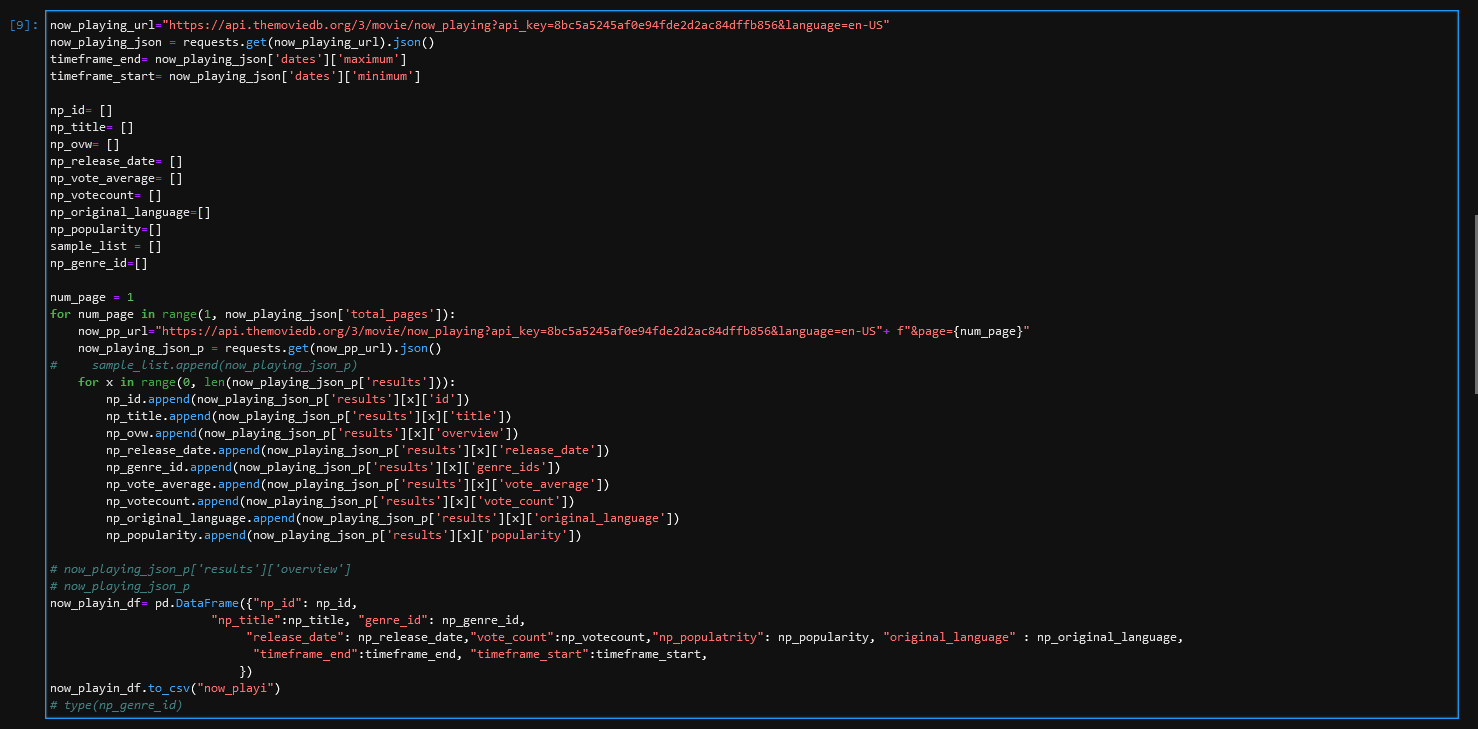 [9]:
now_playing_url="https://api.themoviedb.org/3/movie/now_playing?api_key=8bc5a5245af0e94fde2d2ac84dffb856&language=en-US"
now_playing_json = requests.get(now_playing_url).json()
timeframe_end= now_playing_json['dates']['maximum']
timeframe_start= now_playing_json['dates']['minimum']

np_id= []
np_title= []
np_ovw= []
np_release_date= []
np_vote_average= []
np_votecount= []
np_original_language=[]
np_popularity=[]
sample_list = []
np_genre_id=[]

num_page = 1
for num_page in range(1, now_playing_json['total_pages']):
    now_pp_url="https://api.themoviedb.org/3/movie/now_playing?api_key=8bc5a5245af0e94fde2d2ac84dffb856&language=en-US"+ f"&page={num_page}"
    now_playing_json_p = requests.get(now_pp_url).json()
#     sample_list.append(now_playing_json_p)
    for x in range(0, len(now_playing_json_p['results'])):
        np_id.append(now_playing_json_p['results'][x]['id'])
        np_title.append(now_playing_json_p['results'][x]['title'])
        np_ovw.append(now_playing_json_p['results'][x]['overview'])
        np_release_date.append(now_playing_json_p['results'][x]['release_date'])
        np_genre_id.append(now_playing_json_p['results'][x]['genre_ids'])
        np_vote_average.append(now_playing_json_p['results'][x]['vote_average'])
        np_votecount.append(now_playing_json_p['results'][x]['vote_count'])
        np_original_language.append(now_playing_json_p['results'][x]['original_language'])
        np_popularity.append(now_playing_json_p['results'][x]['popularity'])

# now_playing_json_p['results']['overview']
# now_playing_json_p
now_playin_df= pd.DataFrame({"np_id": np_id,
                       "np_title":np_title, "genre_id": np_genre_id,
                            "release_date": np_release_date,"vote_count":np_votecount,"np_populatrity": np_popularity, "original_language" : np_original_language,
                             "timeframe_end":timeframe_end, "timeframe_start":timeframe_start,
                           })
now_playin_df.to_csv("now_playi")
# type(np_genre_id)